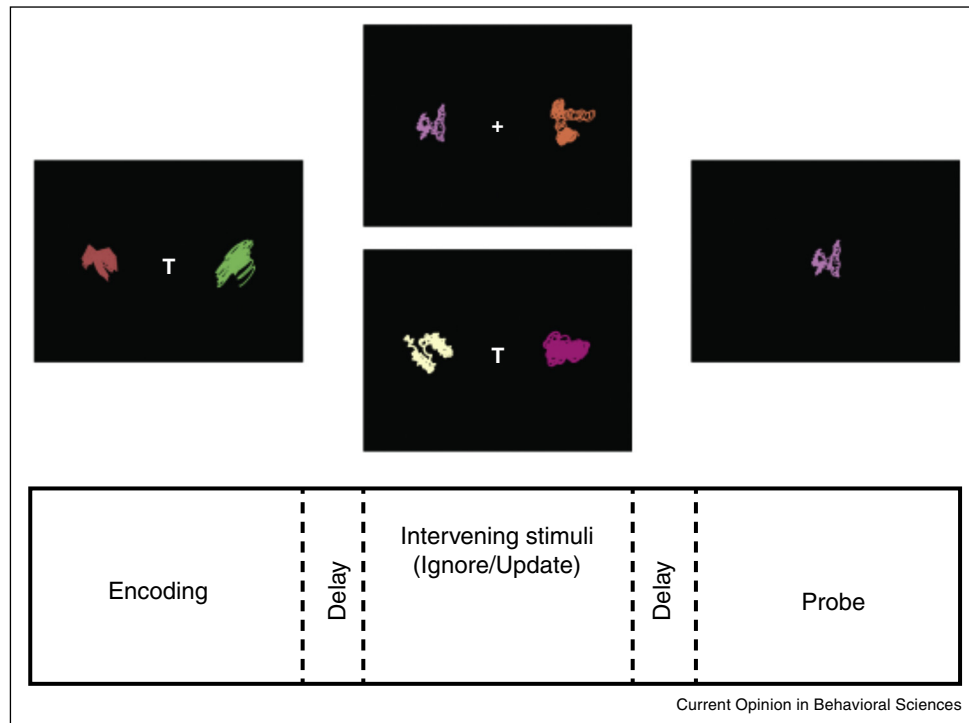 +
T
T
Encoding
Delay
Intervening stimuli
(Ignore/Update)
Delay
Probe
Current Opinion in Behavioral Sciences